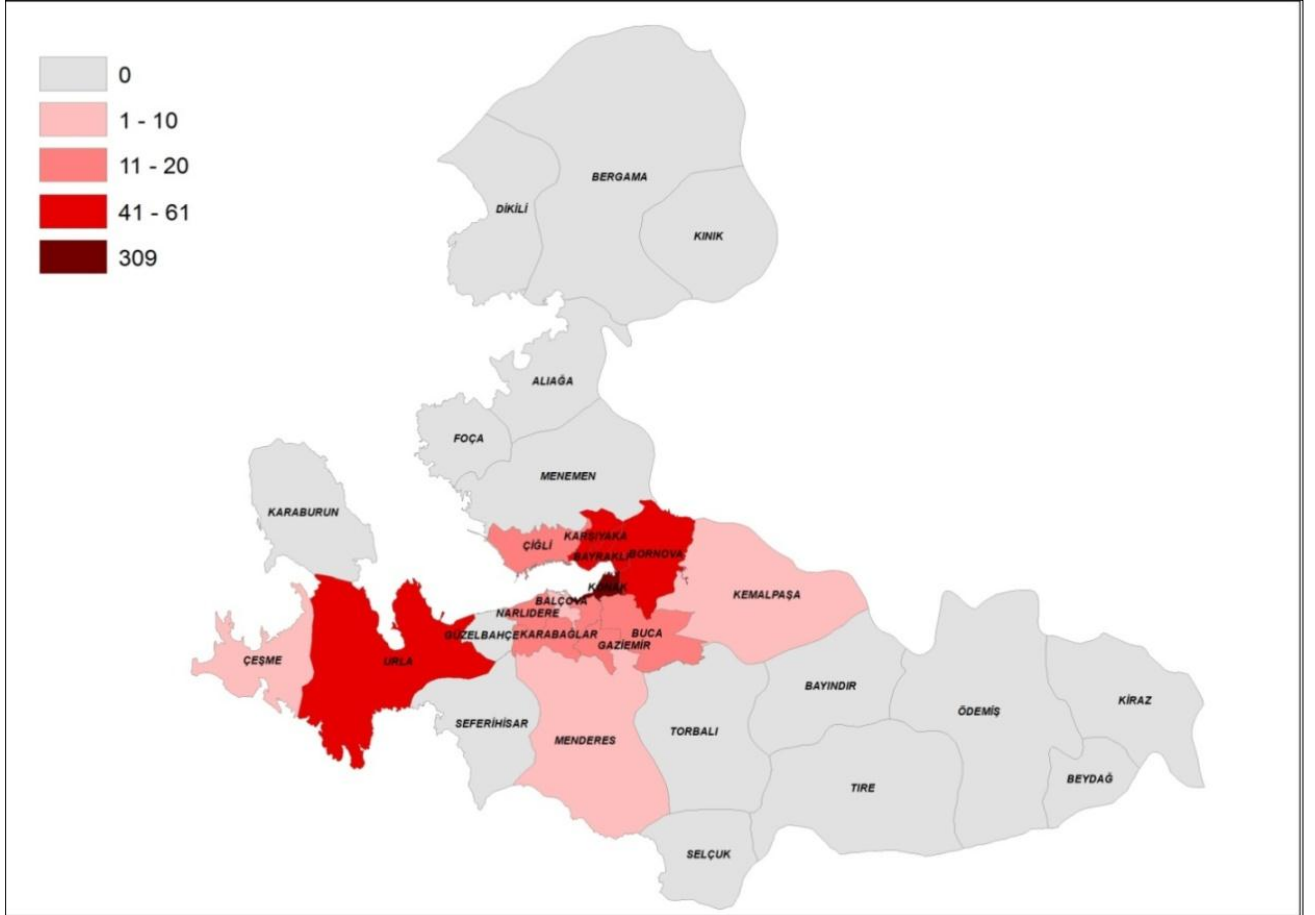 0
1 - 10
11 - 20
41 - 61
309
BERGAMA
DİKİLİ
KINIK
ALIAĞA
FOÇA
MENEMEN
KARABURUN
KARŞIYAKA
ÇİĞLİ
BAYRAKLI
BORNOVA
KONAK
KEMALPAŞA
BALÇOVA
NARLIDERE
GÜZELBAHÇE
KARABAĞLAR
BUCA
GAZİEMİR
ÇEŞME
URLA
BAYINDIR
KİRAZ
ÖDEMİŞ
SEFERİHİSAR
TORBALI
MENDERES
BEYDAĞ
TIRE
SELÇUK